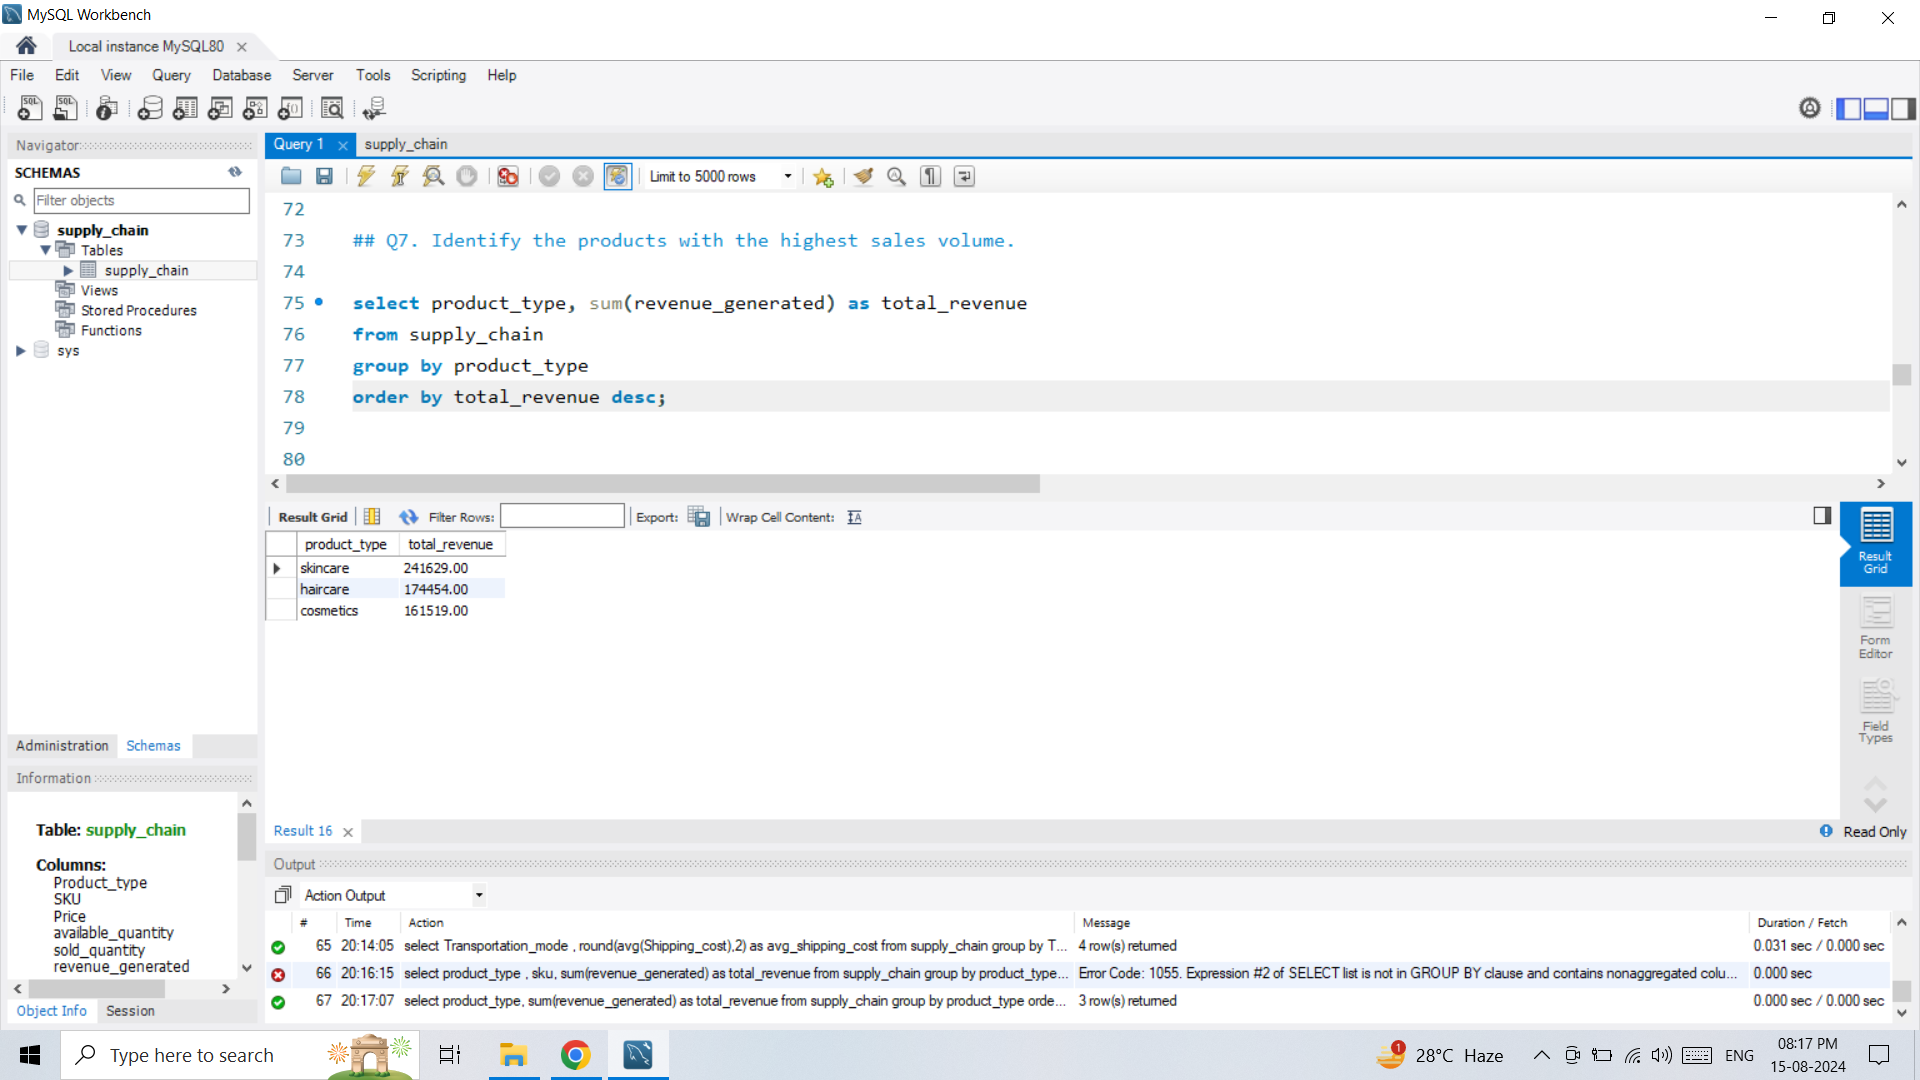 MySQL Workbench
Local instance MySQL80
File Edit View Query Database Server Tools Scripting Help
Navigator
SCHEMAS
Filter objects
supply_chain
Tables
supply_chain
Views
Stored Procedures
Functions
sys
Administration Schemas
Information
Table: supply_chain
Columns:
Product_type
SKU
Price
available_quantity
sold_quantity
revenue_generated
Object Info Session
Query 1 supply_chain
Limit to 5000 rows
72
73 ## Q7. Identify the products with the highest sales volume.
74
75 select product_type, sum(revenue_generated) as total_revenue
76 from supply_chain
77 group by product_type
78 order by total_revenue desc;
79
80
Result Grid Filter Rows: Export: Wrap Cell Content:
product_type total_revenue
skincare 241629.00
haircare 174454.00
cosmetics 161519.00
Result
Grid
Form
Editor
Field
Types
Result 16
Read Only
Output
Action Output
# Time Action Message Duration / Fetch
65 20:14:05 select Transportation_mode , round(avg(Shipping_cost),2) as avg_shipping_cost from supply_chain group by T... 4 row(s) returned 0.031 sec / 0.000 sec
66 20:16:15 select product_type , sku, sum(revenue_generated) as total_revenue from supply_chain group by product_type... Error Code: 1055. Expression #2 of SELECT list is not in GROUP BY clause and contains nonaggregated colu... 0.000 sec
67 20:17:07 select product_type, sum(revenue_generated) as total_revenue from supply_chain group by product_type orde... 3 row(s) returned 0.000 sec / 0.000 sec
Type here to search
1
28°C Haze
ENG
08:17 PM
15-08-2024